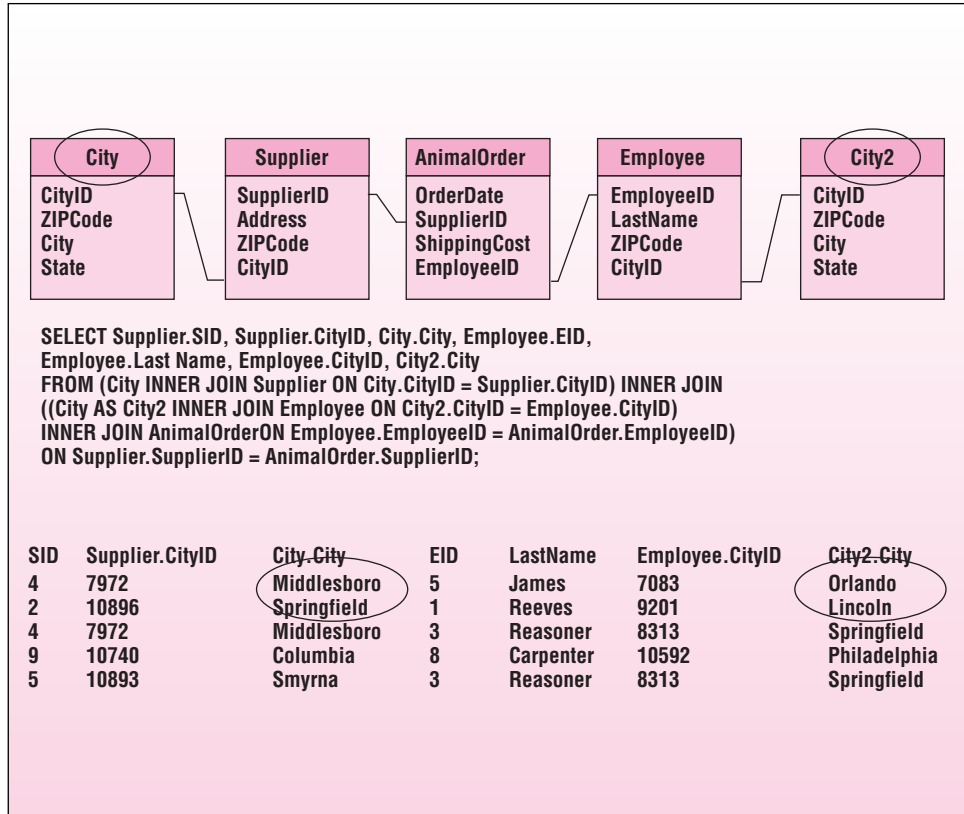 City Supplier AnimalOrder Employee City2
CityID SupplierID OrderDate EmployeeID CityID
ZIPCode Address SupplierID LastName ZIPCode
City ZIPCode ShippingCost ZIPCode City
State CityID EmployeeID CityID State
SELECT Supplier.SID, Supplier.CityID, City.City, Employee.EID,
Employee.Last Name, Employee.CityID, City2.City
FROM (City INNER JOIN Supplier ON City.CityID = Supplier.CityID) INNER JOIN
((City AS City2 INNER JOIN Employee ON City2.CityID = Employee.CityID)
INNER JOIN AnimalOrderON Employee.EmployeeID = AnimalOrder.EmployeeID)
ON Supplier.SupplierID = AnimalOrder.SupplierID;
SID Supplier.CityID City.City EID LastName Employee.CityID City2.City
4 7972 Middlesboro 5 James 7083 Orlando
2 10896 Springfield 1 Reeves 9201 Lincoln
4 7972 Middlesboro 3 Reasoner 8313 Springfield
9 10740 Columbia 8 Carpenter 10592 Philadelphia
5 10893 Smyrna 3 Reasoner 8313 Springfield